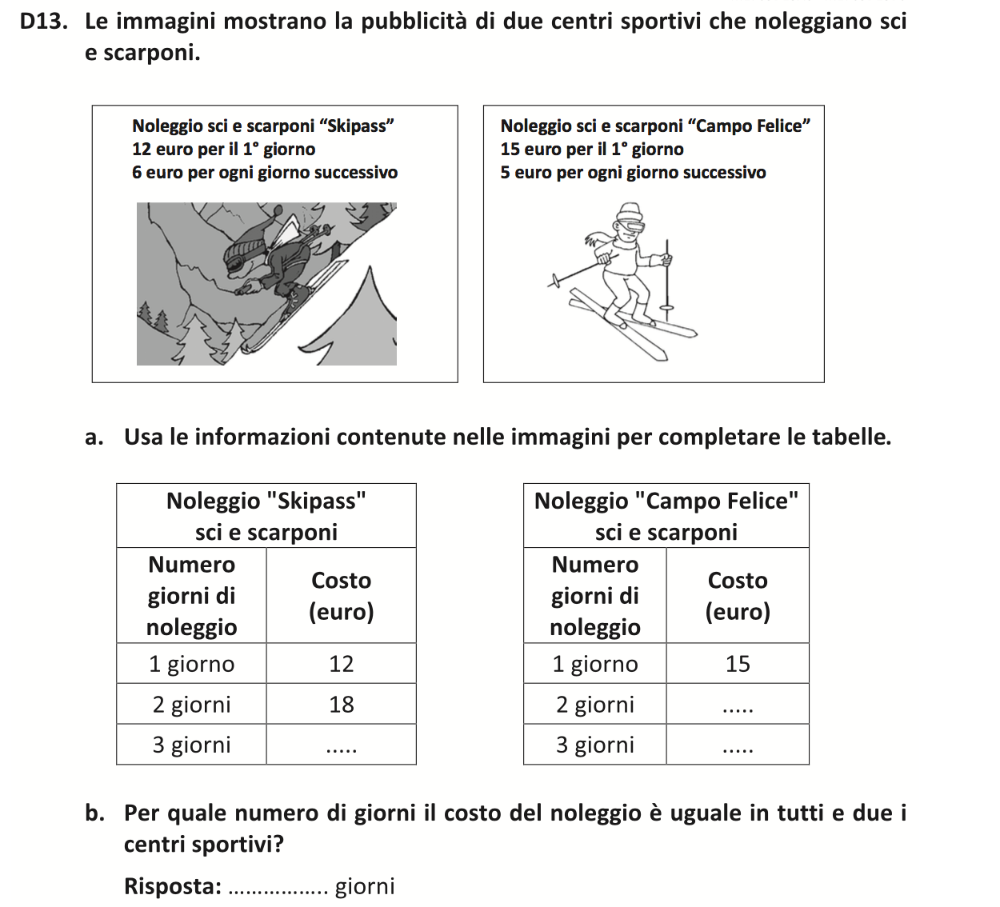 D13. Le immagini mostrano la pubblicità di due centri sportivi che noleggiano sci
e scarponi.
Noleggio sci e scarponi “Skipass”
12 euro per il 1° giorno
6 euro per ogni giorno successivo
Noleggio sci e scarponi “Campo Felice”
15 euro per il 1° giorno
5 euro per ogni giorno successivo
a. Usa le informazioni contenute nelle immagini per completare le tabelle.
Noleggio "Skipass"
sci e scarponi
Numero
giorni di
noleggio
Costo
(euro)
1 giorno 12
2 giorni 18
3 giorni .....
Noleggio "Campo Felice"
sci e scarponi
Numero
giorni di
noleggio
Costo
(euro)
1 giorno 15
2 giorni .....
3 giorni .....
b. Per quale numero di giorni il costo del noleggio è uguale in tutti e due i
centri sportivi?
Risposta: ................. giorni